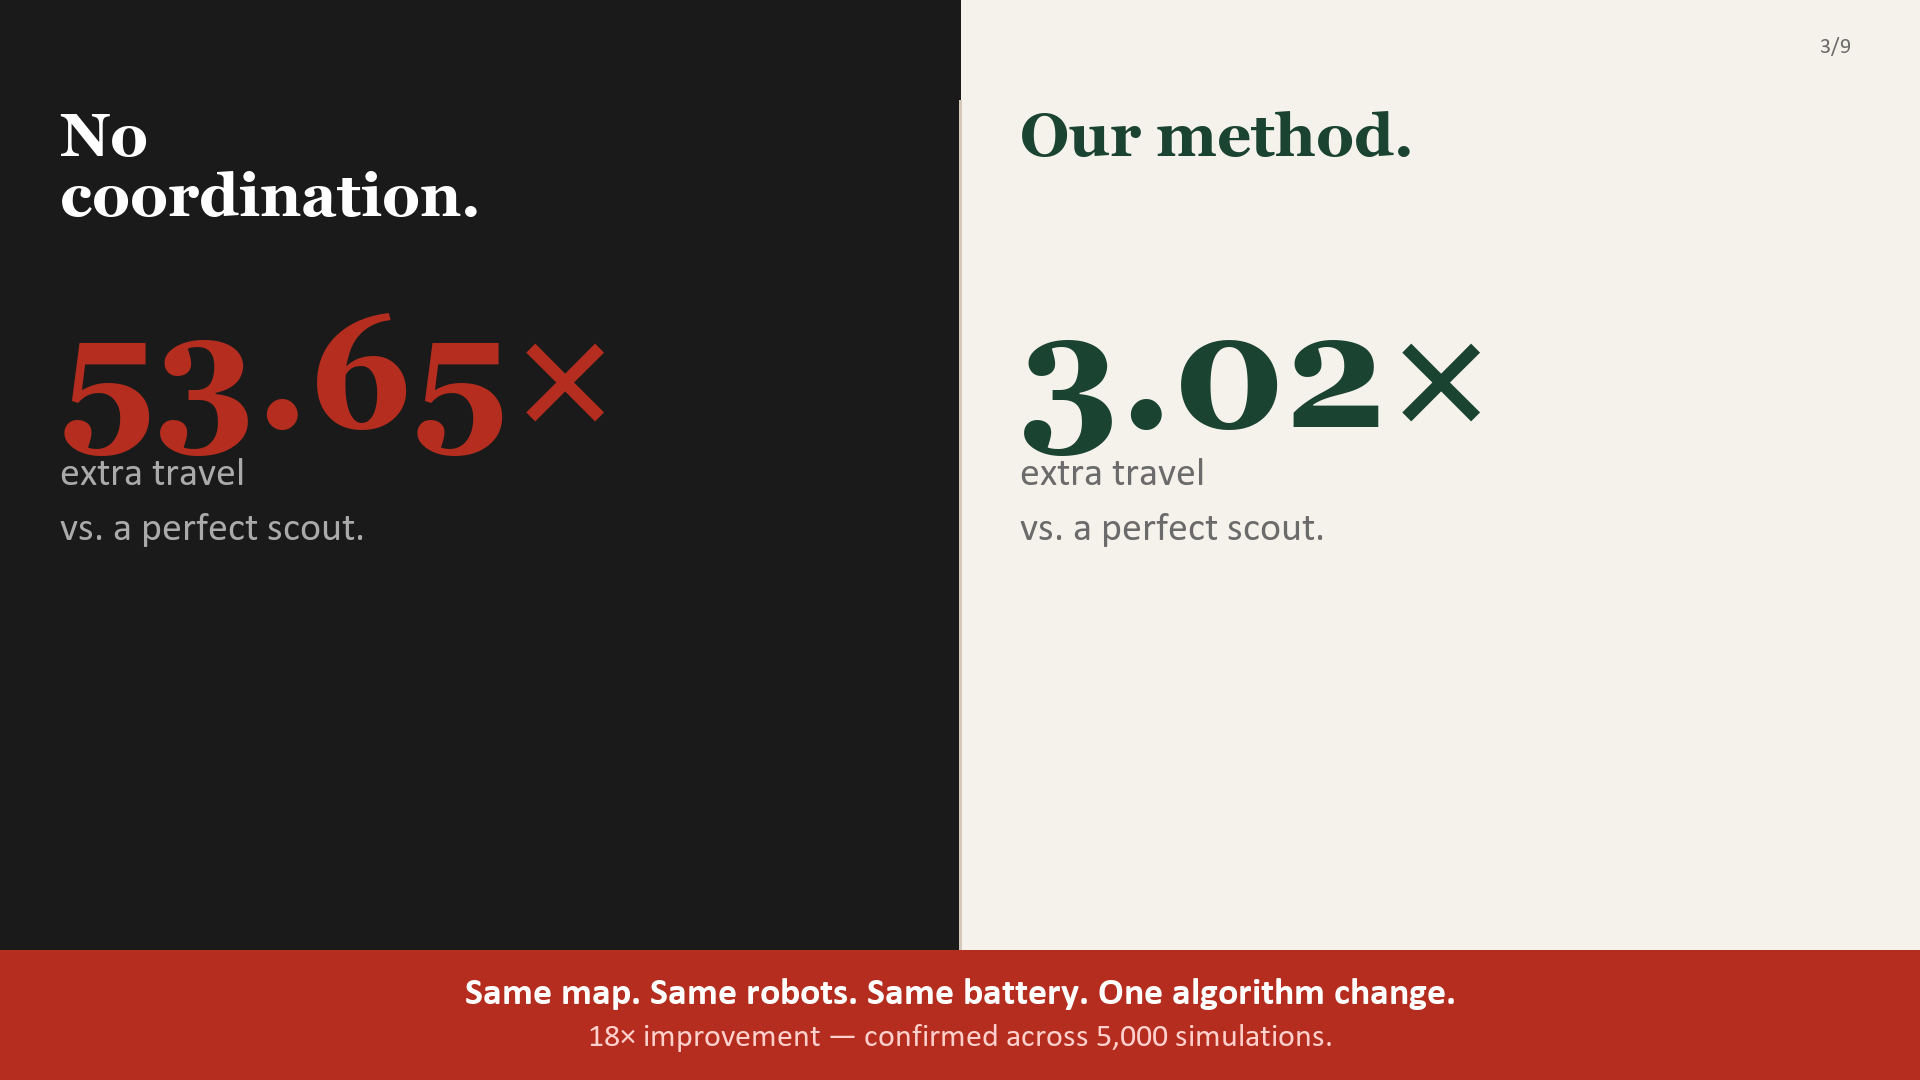 3/9
No
coordination.
53.65×
extra travel
vs. a perfect scout.
Our method.
3.02×
extra travel
vs. a perfect scout.
Same map. Same robots. Same battery. One algorithm change.
18× improvement — confirmed across 5,000 simulations.